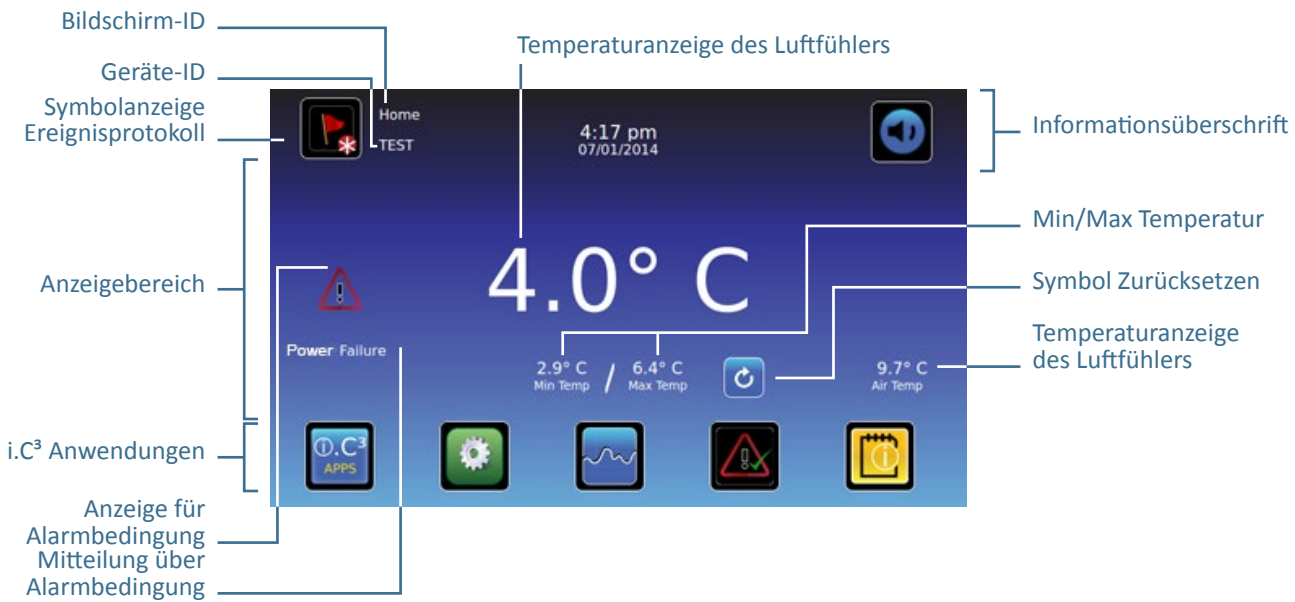 Bildschirm-ID
Temperaturanzeige des Luftfühlers
Geräte-ID
Symbolanzeige
Ereignisprotokoll
Home
TEST
4:17 pm
07/01/2014
Informationsüberschrift
Min/Max Temperatur
Anzeigebereich
4.0° C
Symbol Zurücksetzen
Temperaturanzeige
des Luftfühlers
Power Failure
2.9° C / 6.4° C
Min Temp Max Temp
9.7° C
Air Temp
i.C³ Anwendungen
i.C³
APPS
Anzeige für
Alarmbedingung
Mitteilung über
Alarmbedingung